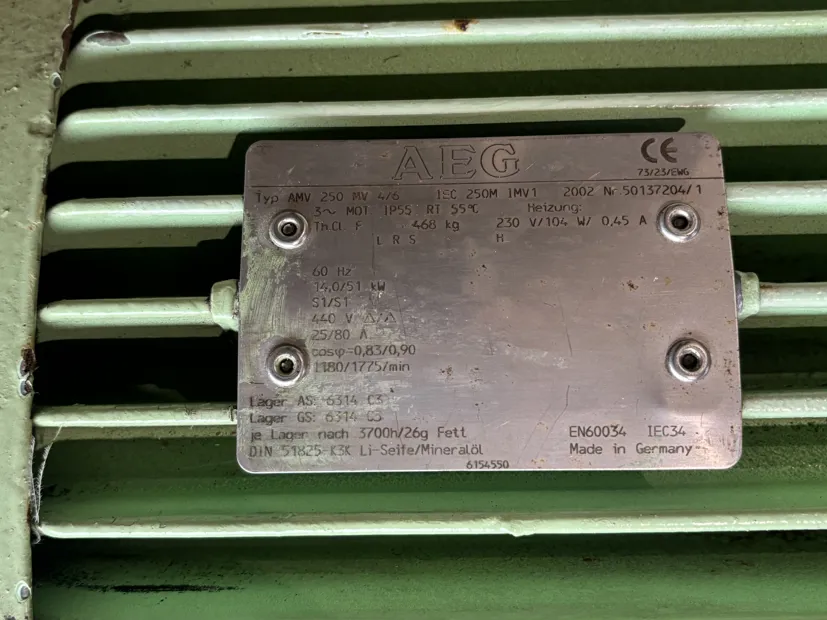 AEG
CE
73/23/EWG
Typ AMV 250 MV 4/6 IEC 250M IMV1 2002 Nr.50137204/1
3~ MOT IP55 RT 55°C Heizung:
Th.Cl. F 468 kg 230 V/104 W/ 0,45 A
L R S H
60 Hz
14,0/51 kW
S1/S1
440 V △/△
25/80 A
cosφ=0,83/0,90
1180/1775/min
Lager AS: 6314 C3
Lager GS: 6314 C3
je Lager nach 3700h/26g Fett EN60034 IEC34
DIN 51825-K3K Li-Seife/Mineralöl Made in Germany
6154550